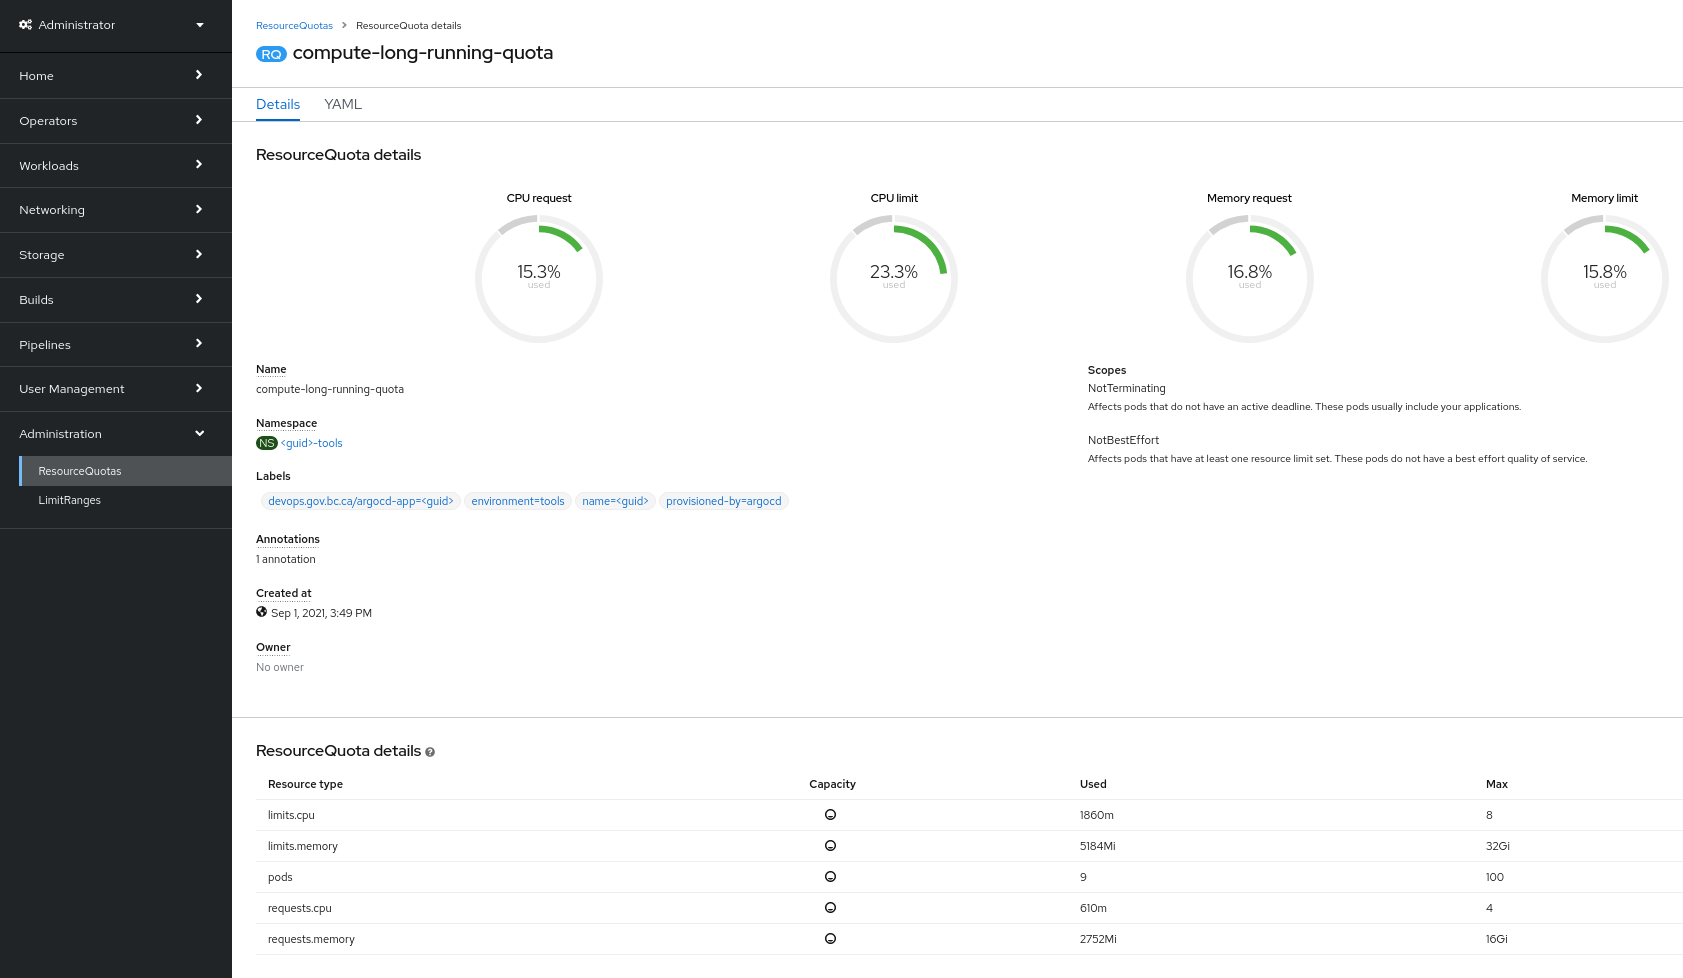 Administrator
Home
Operators
Workloads
Networking
Storage
Builds
Pipelines
User Management
Administration
ResourceQuotas
LimitRanges
ResourceQuotas > ResourceQuota details
RQ compute-long-running-quota
Details YAML
ResourceQuota details
CPU request CPU limit Memory request Memory limit
15.3% 23.3% 16.8% 15.8%
used used used used
Name
compute-long-running-quota
Namespace
NS <guid>-tools
Labels
devops.gov.bc.ca/argocd-app=<guid> environment=tools name=<guid> provisioned-by=argocd
Annotations
1 annotation
Created at
Sep 1, 2021, 3:49 PM
Owner
No owner
Scopes
NotTerminating
Affects pods that do not have an active deadline. These pods usually include your applications.
NotBestEffort
Affects pods that have at least one resource limit set. These pods do not have a best effort quality of service.
ResourceQuota details ?
Resource type Capacity Used Max
limits.cpu 1860m 8
limits.memory 5184Mi 32Gi
pods 9 100
requests.cpu 610m 4
requests.memory 2752Mi 16Gi